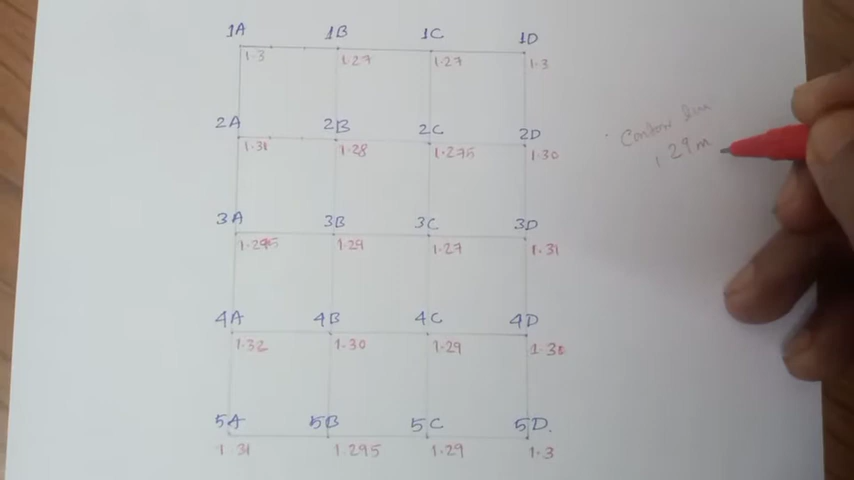 1A 1B 1C 1D
1.3 1.27 1.27 1.3
2A 2B 2C 2D
1.31 1.28 1.275 1.30
Contour line
1.29m
3A 3B 3C 3D
1.295 1.29 1.27 1.31
4A 4B 4C 4D
1.32 1.30 1.29 1.30
5A 5B 5C 5D.
1.31 1.295 1.29 1.3